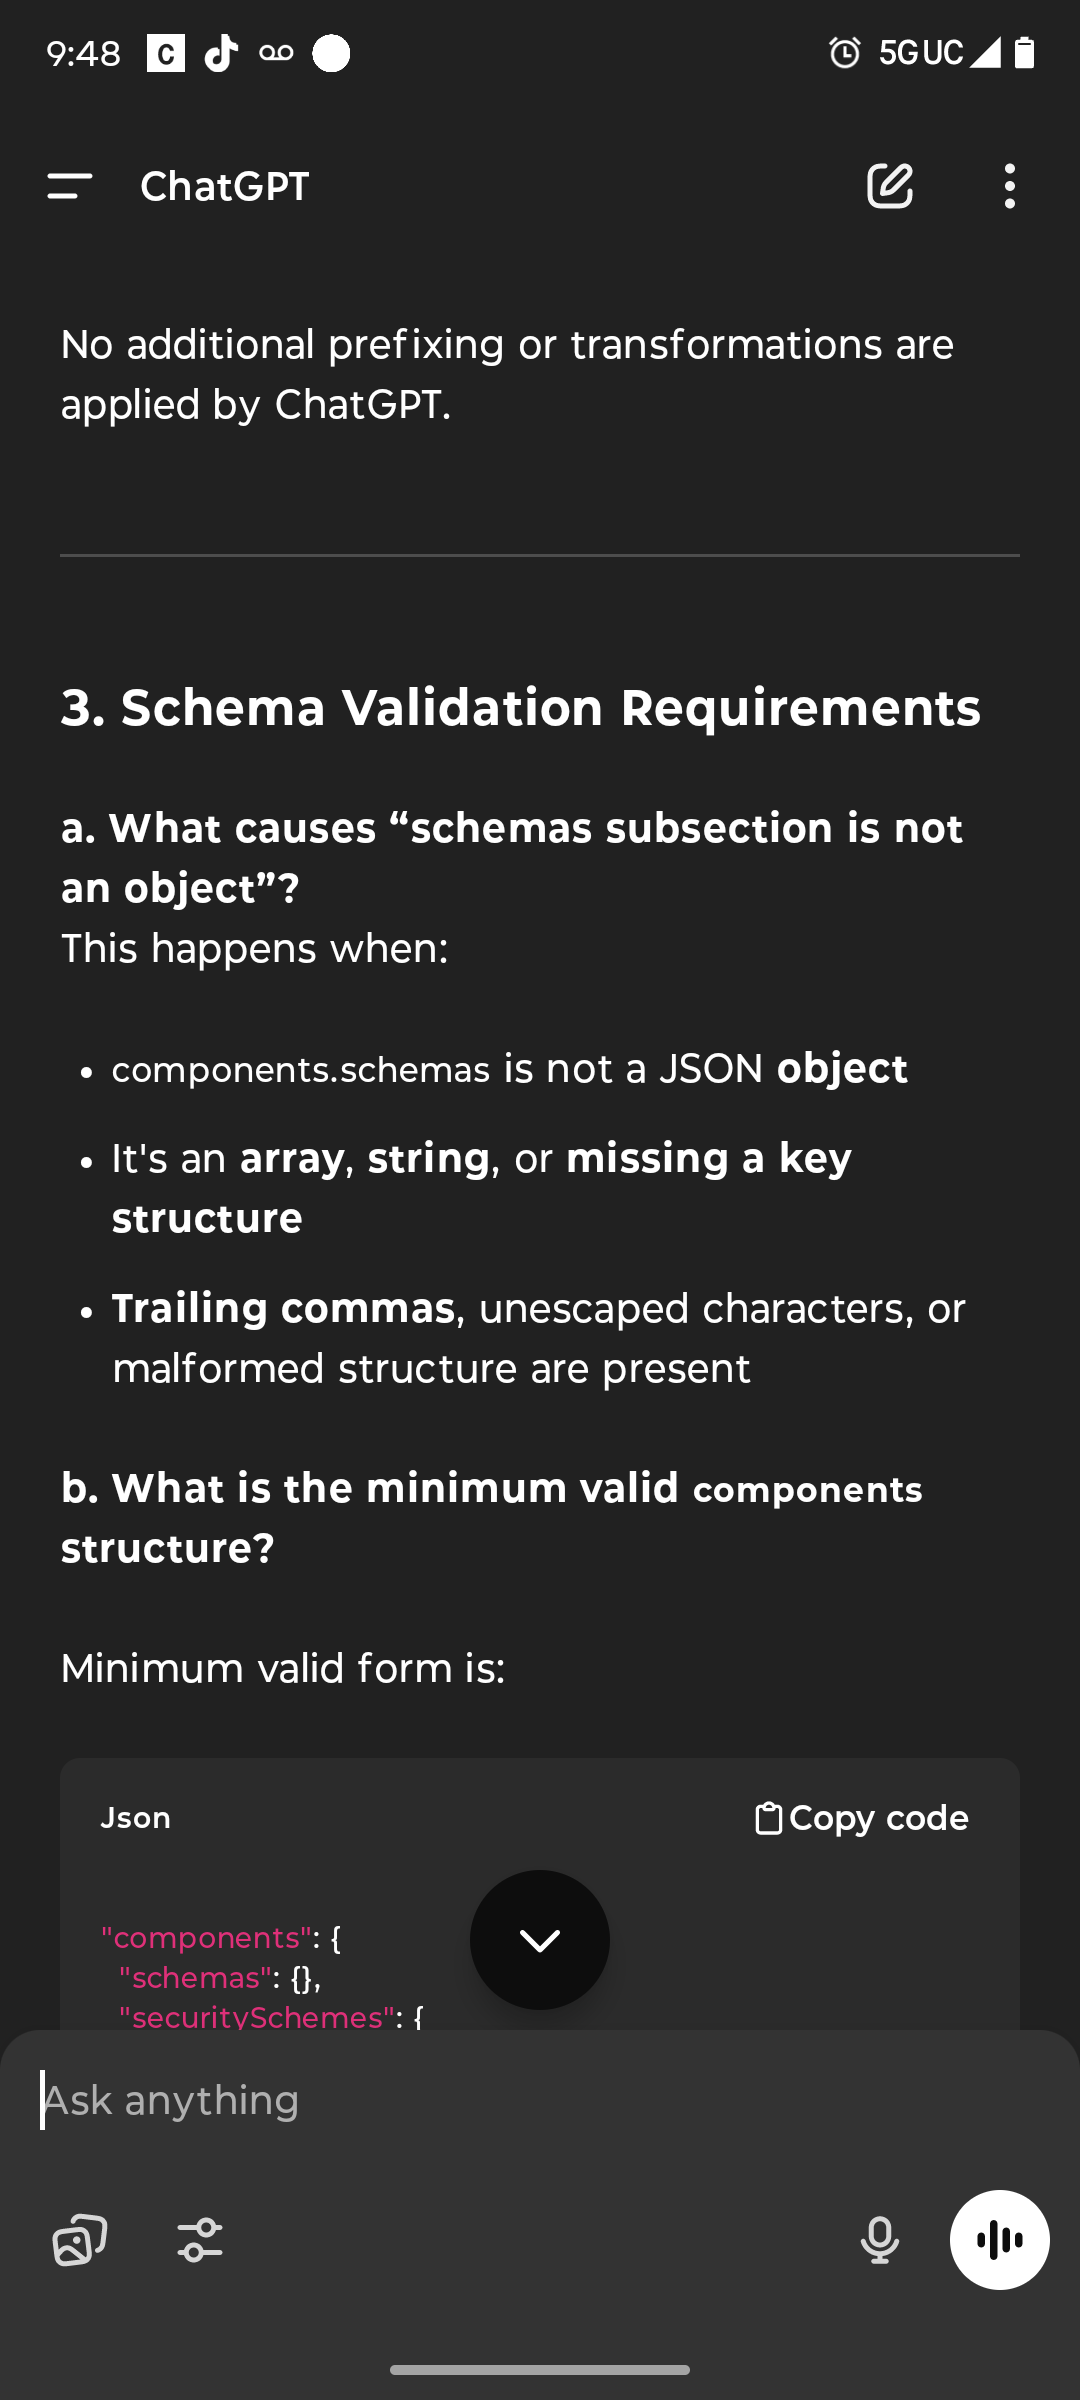 9:48 C 5G UC
ChatGPT
No additional prefixing or transformations are
applied by ChatGPT.
3. Schema Validation Requirements
a. What causes “schemas subsection is not
an object”?
This happens when:
• components.schemas is not a JSON object
• It's an array, string, or missing a key
structure
• Trailing commas, unescaped characters, or
malformed structure are present
b. What is the minimum valid components
structure?
Minimum valid form is:
Json Copy code
"components": {
"schemas": {},
"securitySchemes": {
Ask anything